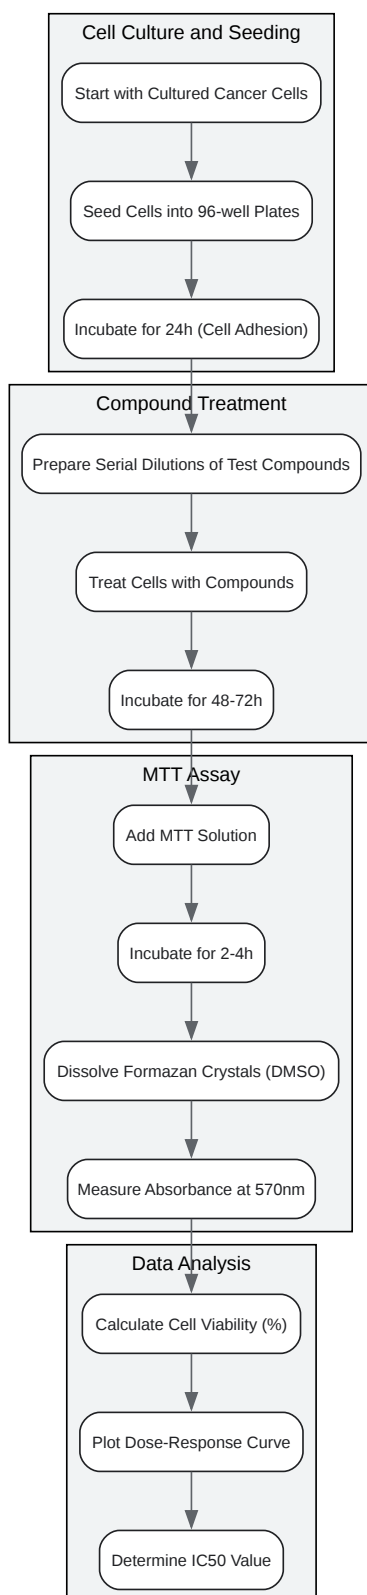 Cell Culture and Seeding
Start with Cultured Cancer Cells
Seed Cells into 96-well Plates
Incubate for 24h (Cell Adhesion)
Compound Treatment
Prepare Serial Dilutions of Test Compounds
Treat Cells with Compounds
Incubate for 48-72h
MTT Assay
Add MTT Solution
Incubate for 2-4h
Dissolve Formazan Crystals (DMSO)
Measure Absorbance at 570nm
Data Analysis
Calculate Cell Viability (%)
Plot Dose-Response Curve
Determine IC50 Value